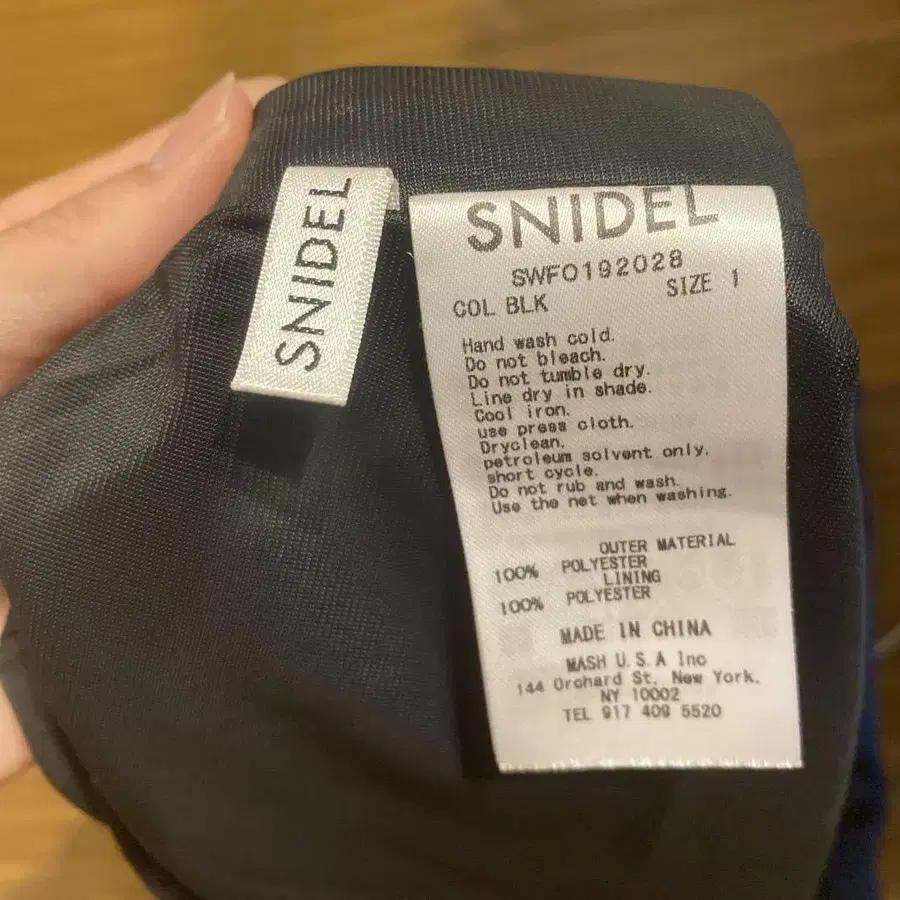 SNIDEL
SNIDEL
SWFO192028
COL BLK SIZE 1
Hand wash cold.
Do not bleach.
Do not tumble dry.
Line dry in shade.
Cool iron.
use press cloth.
Dryclean.
petroleum solvent only.
short cycle.
Do not rub and wash.
Use the net when washing.
OUTER MATERIAL
100% POLYESTER
LINING
100% POLYESTER
MADE IN CHINA
MASH U.S.A Inc
144 Orchard St, New York.
NY 10002
TEL 917 409 5520